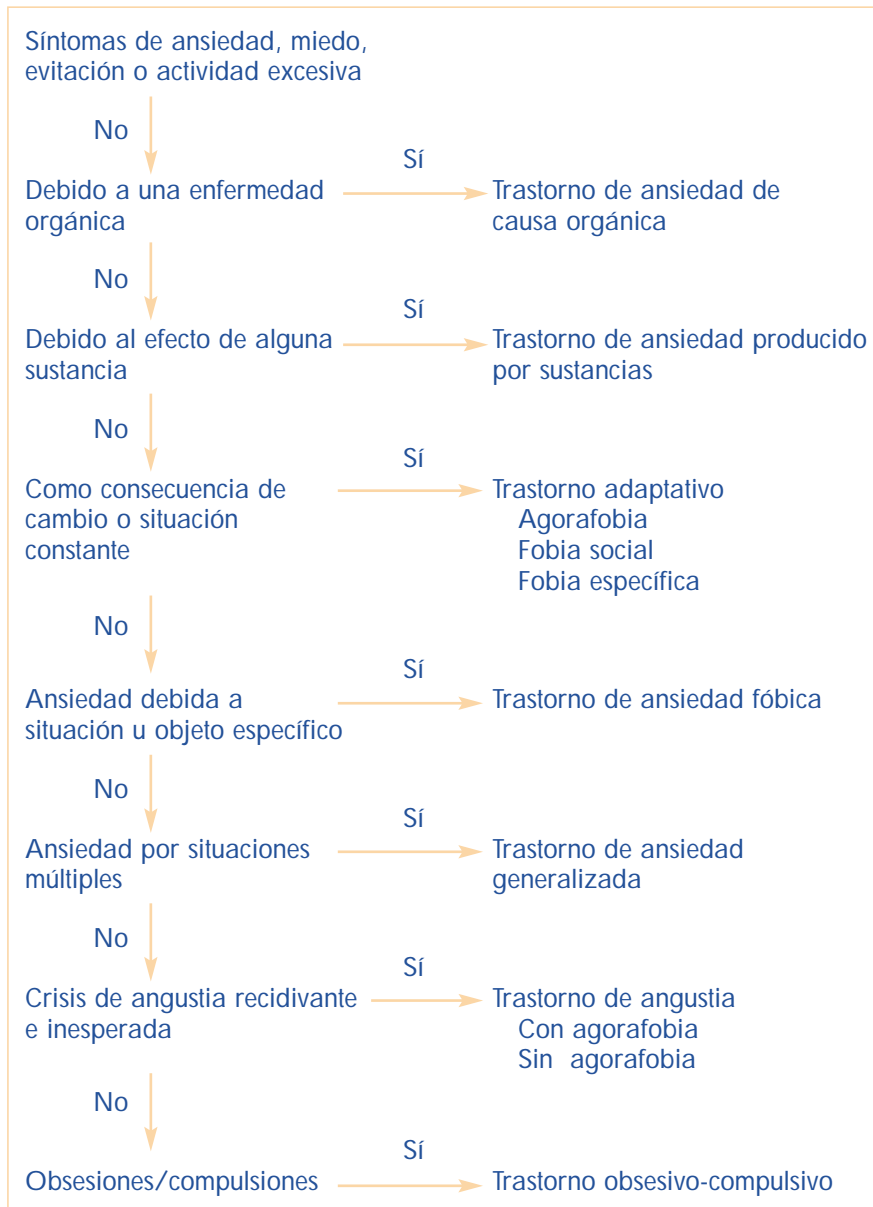 Síntomas de ansiedad, miedo,
evitación o actividad excesiva
No
Sí
Debido a una enfermedad
orgánica
Trastorno de ansiedad de
causa orgánica
No
Sí
Debido al efecto de alguna
sustancia
Trastorno de ansiedad producido
por sustancias
No
Sí
Como consecuencia de
cambio o situación
constante
Trastorno adaptativo
Agorafobia
Fobia social
Fobia específica
No
Sí
Ansiedad debida a
situación u objeto específico
Trastorno de ansiedad fóbica
No
Sí
Ansiedad por situaciones
múltiples
Trastorno de ansiedad
generalizada
No
Sí
Crisis de angustia recidivante
e inesperada
Trastorno de angustia
Con agorafobia
Sin agorafobia
No
Sí
Obsesiones/compulsiones
Trastorno obsesivo-compulsivo